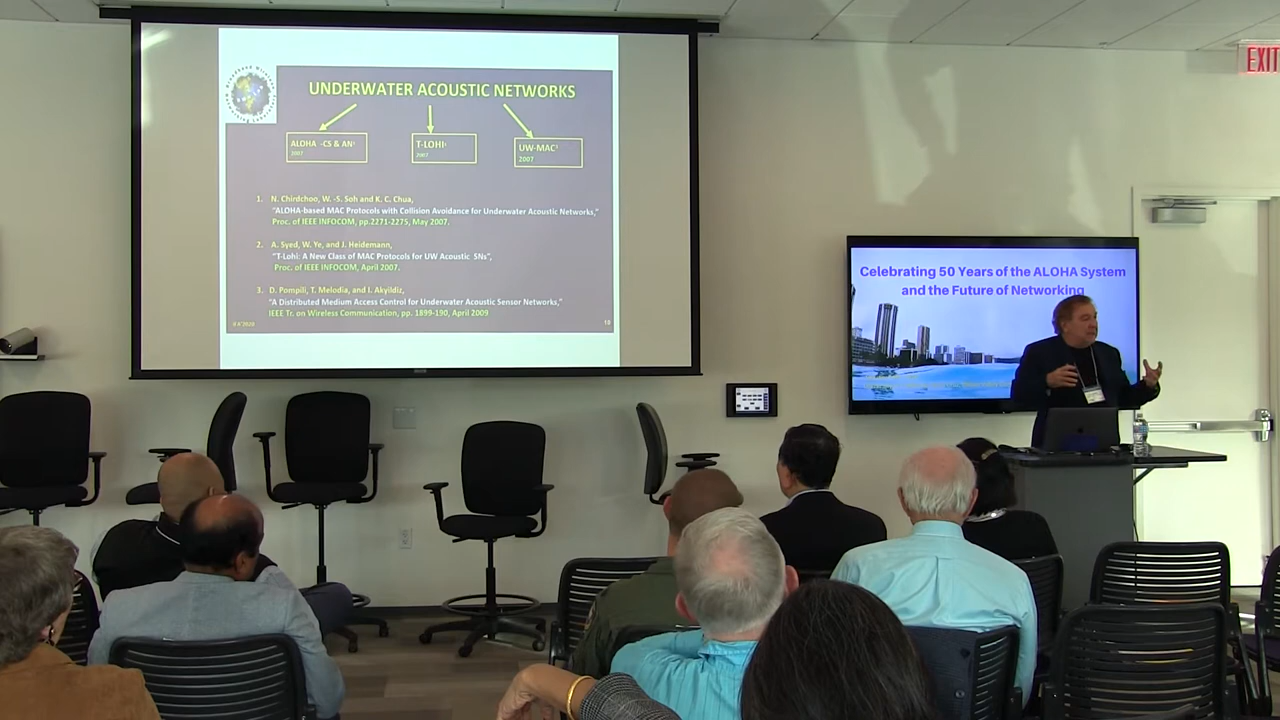 UNDERWATER ACOUSTIC NETWORKS
ALOHA -CS & AN¹
2007
T-LOHI²
2007
UW-MAC³
2007
1. N. Chirdchoo, W. -S. Soh and K. C. Chua,
"ALOHA-based MAC Protocols with Collision Avoidance for Underwater Acoustic Networks,"
Proc. of IEEE INFOCOM, pp.2271-2275, May 2007.
2. A. Syed, W. Ye, and J. Heidemann,
"T-Lohi: A New Class of MAC Protocols for UW Acoustic SNs",
Proc. of IEEE INFOCOM, April 2007.
3. D. Pompili, T. Melodia, and I. Akyildiz,
"A Distributed Medium Access Control for Underwater Acoustic Sensor Networks,"
IEEE Tr. on Wireless Communication, pp. 1899-190, April 2009
Celebrating 50 Years of the ALOHA System
and the Future of Networking
EXIT